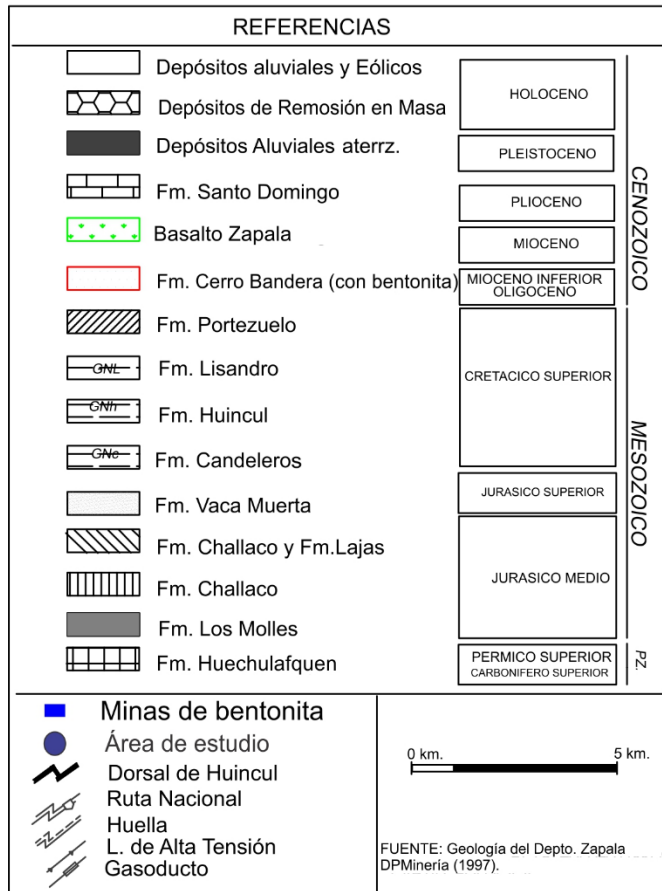 REFERENCIAS
Depósitos aluviales y Eólicos
Depósitos de Remosión en Masa
Depósitos Aluviales aterrz.
Fm. Santo Domingo
Basalto Zapala
Fm. Cerro Bandera (con bentonita)
Fm. Portezuelo
GNL
Fm. Lisandro
GNh
Fm. Huincul
GNc
Fm. Candeleros
Fm. Vaca Muerta
Fm. Challaco y Fm.Lajas
Fm. Challaco
Fm. Los Molles
Fm. Huechulafquen
HOLOCENO
PLEISTOCENO
PLIOCENO
MIOCENO
MIOCENO INFERIOR
OLIGOCENO
CRETACICO SUPERIOR
JURASICO SUPERIOR
JURASICO MEDIO
PERMICO SUPERIOR
CARBONIFERO SUPERIOR
CENOZOICO
MESOZOICO
PZ.
Minas de bentonita
Área de estudio
Dorsal de Huincul
Ruta Nacional
Huella
L. de Alta Tensión
Gasoducto
0 km. 5 km.
FUENTE: Geología del Depto. Zapala
DPMinería (1997).